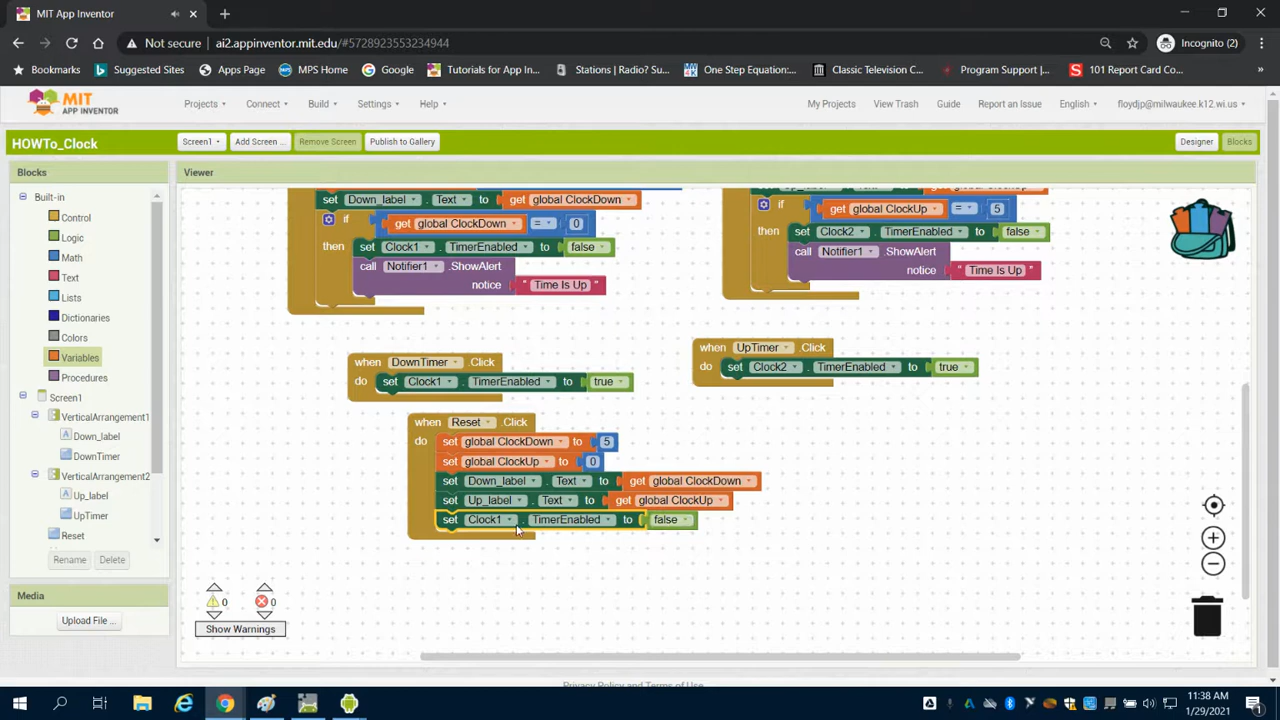 MIT App Inventor
Not secure
ai2.appinventor.mit.edu/#5728923553234944
Incognito (2)
Bookmarks Suggested Sites Apps Page MPS Home Google Tutorials for App In... Stations | Radio? Su... One Step Equation:... Classic Television C... Program Support |... 101 Report Card Co...
MIT APP INVENTOR
Projects Connect Build Settings Help My Projects View Trash Guide Report an Issue English floydjp@milwaukee.k12.wi.us
HOWTo_Clock Screen1 Add Screen ... Remove Screen Publish to Gallery Designer Blocks
Blocks
Viewer
Built-in
Control
Logic
Math
Text
Lists
Dictionaries
Colors
Variables
Procedures
Screen1
VerticalArrangement1
Down_label
DownTimer
VerticalArrangement2
Up_label
UpTimer
Reset
Rename Delete
Media
Upload File ...
set Down_label . Text to get global ClockDown
if get global ClockDown = 0
then set Clock1 . TimerEnabled to false
call Notifier1 .ShowAlert
notice " Time Is Up "
if get global ClockUp = 5
then set Clock2 . TimerEnabled to false
call Notifier1 .ShowAlert
notice " Time Is Up "
when DownTimer .Click
do set Clock1 . TimerEnabled to true
when UpTimer .Click
do set Clock2 . TimerEnabled to true
when Reset .Click
do set global ClockDown to 5
set global ClockUp to 0
set Down_label . Text to get global ClockDown
set Up_label . Text to get global ClockUp
set Clock1 . TimerEnabled to false
0 0
Show Warnings
Privacy Policy and Terms of Use
11:38 AM
1/29/2021
1